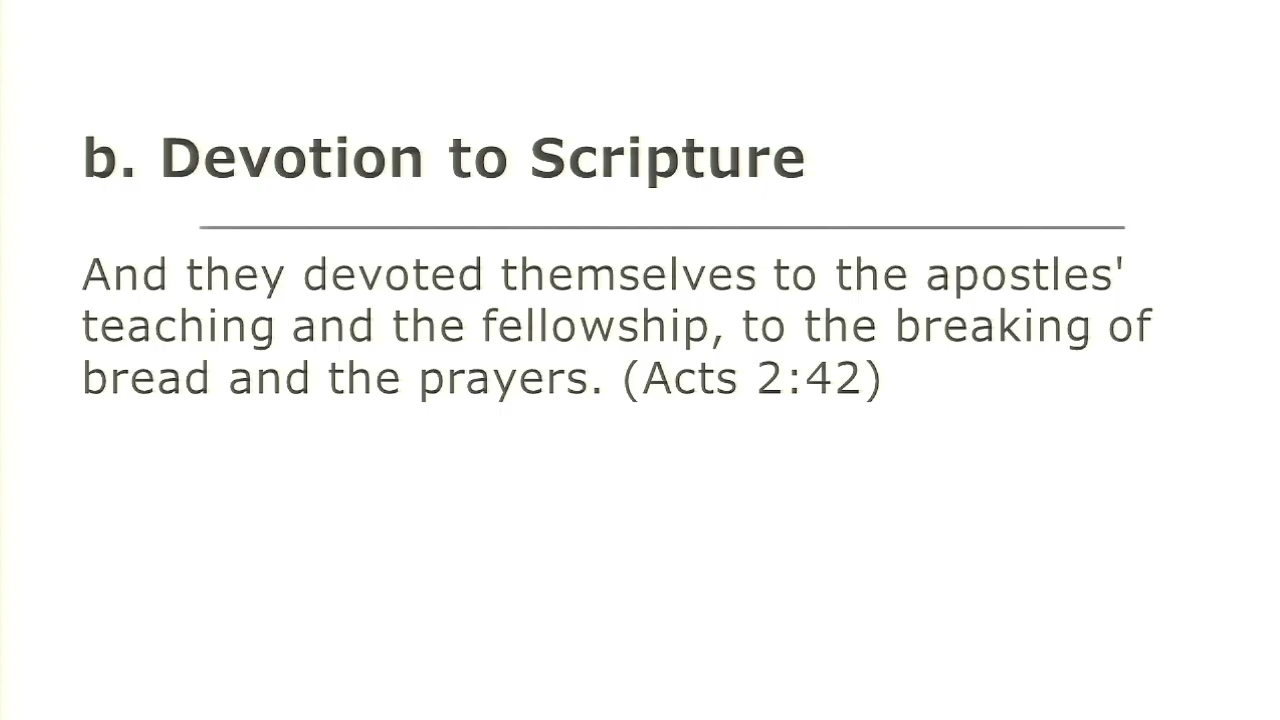 b. Devotion to Scripture
And they devoted themselves to the apostles'
teaching and the fellowship, to the breaking of
bread and the prayers. (Acts 2:42)